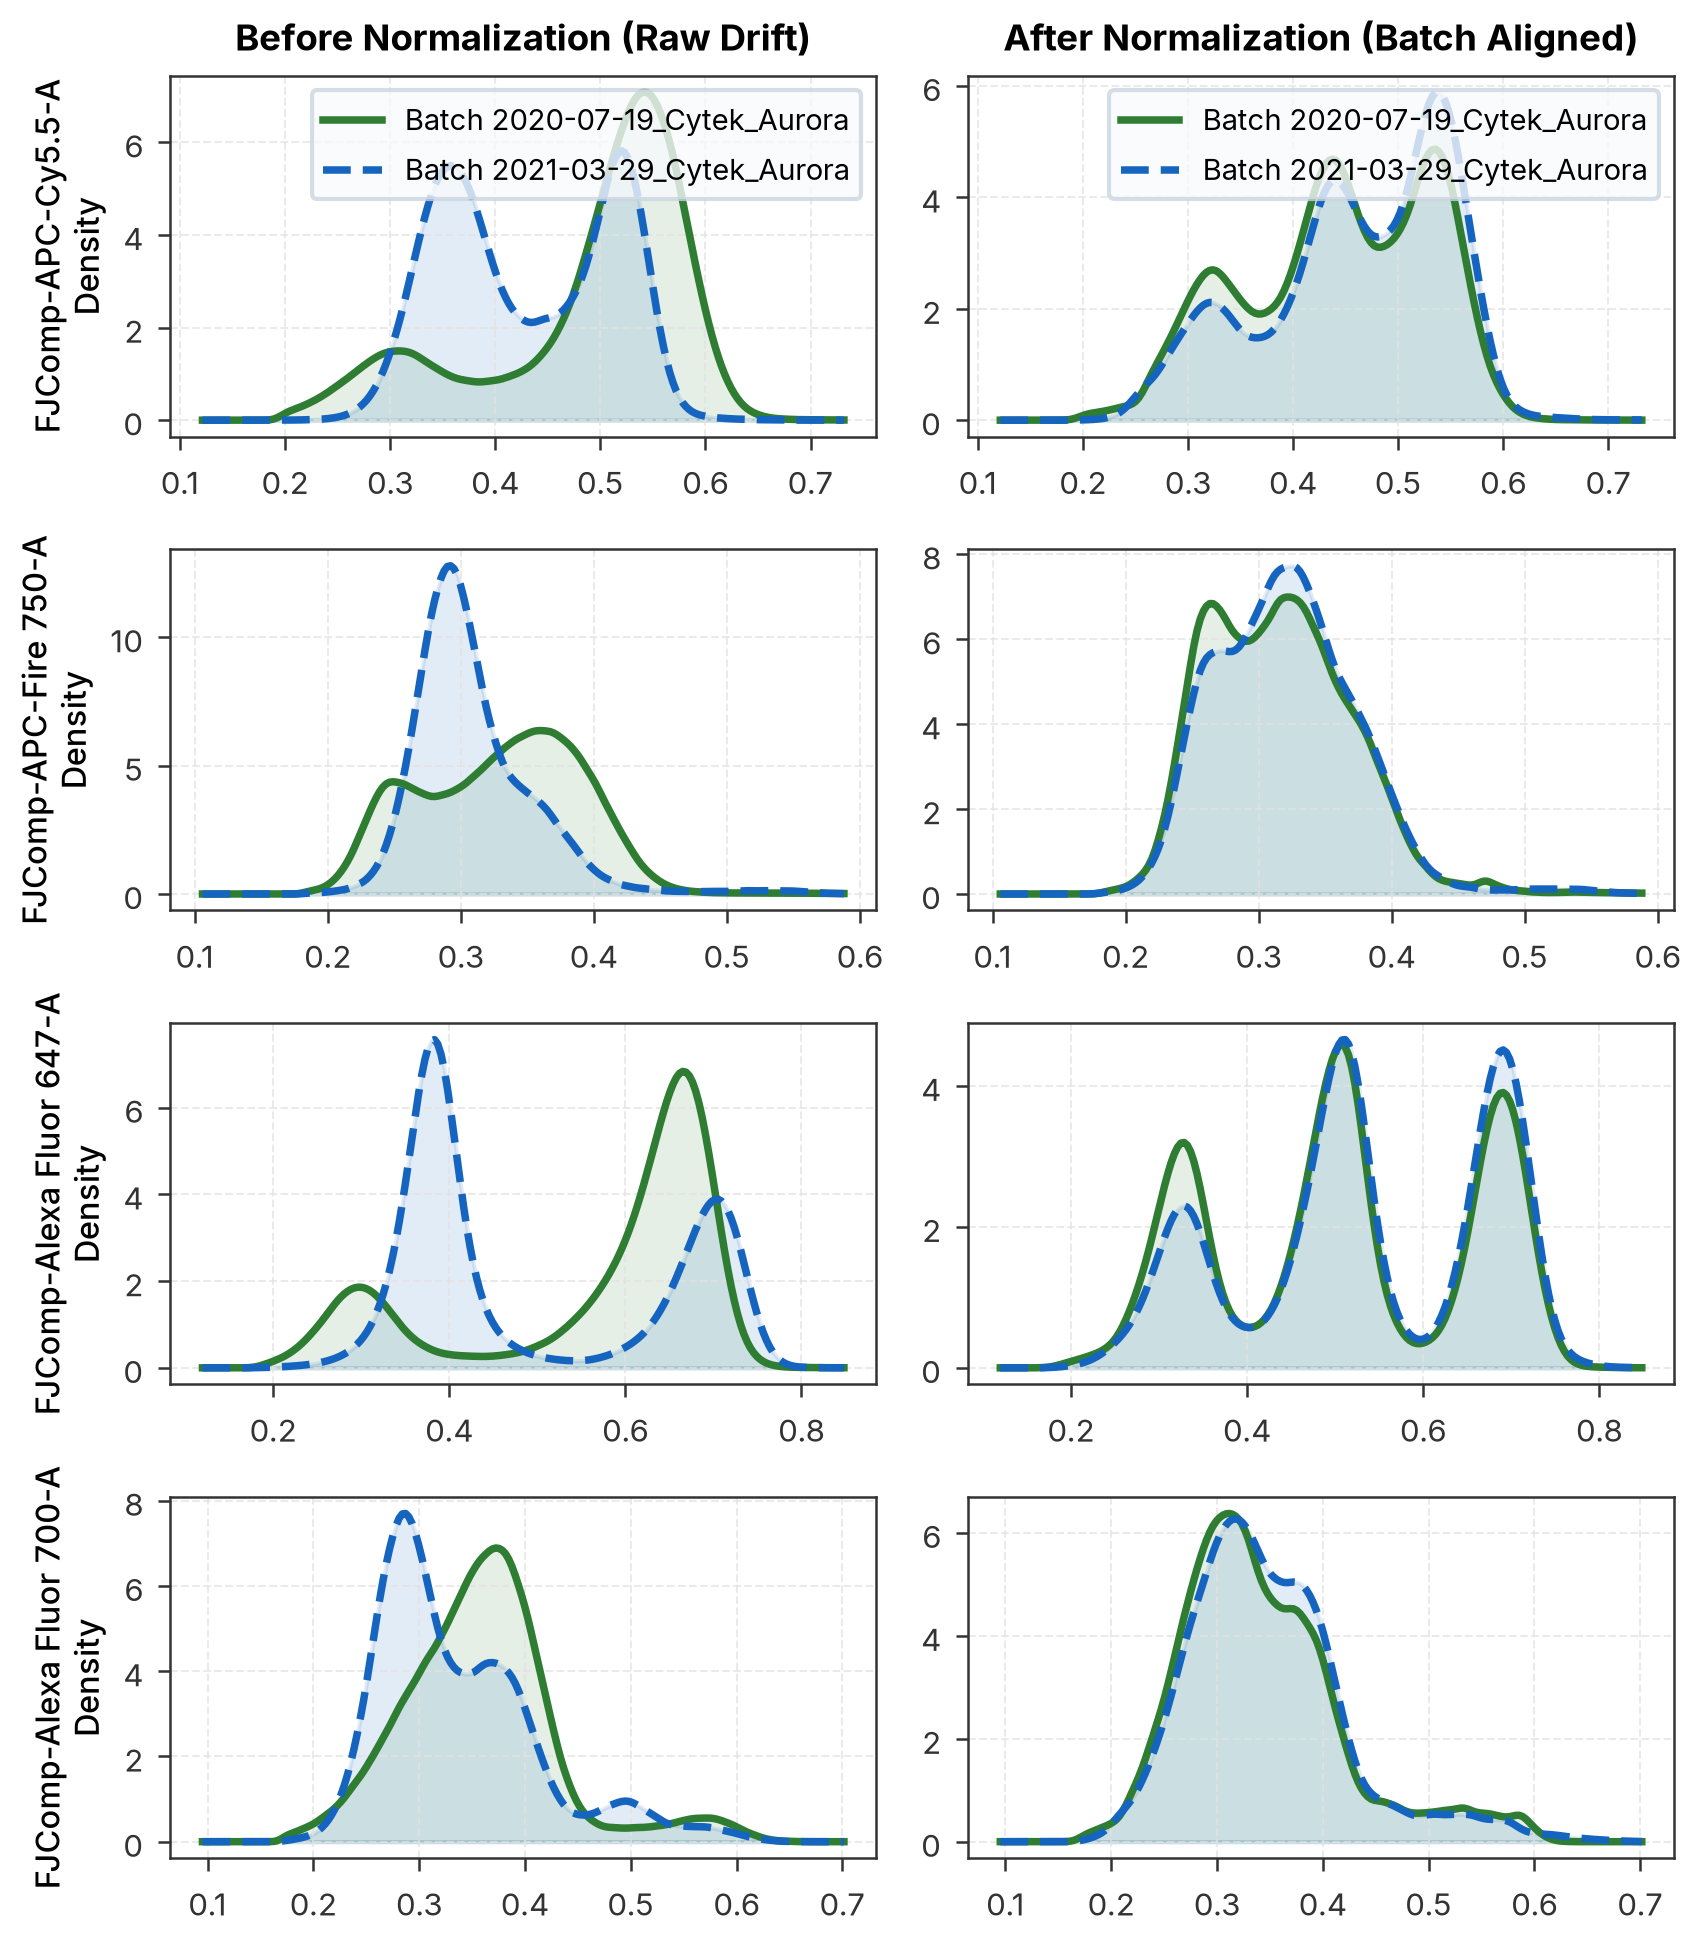 Before Normalization (Raw Drift)
After Normalization (Batch Aligned)
FJComp-APC-Cy5.5-A
Density
6
4
2
0
Batch 2020-07-19_Cytek_Aurora
Batch 2021-03-29_Cytek_Aurora
0.1 0.2 0.3 0.4 0.5 0.6 0.7
6
4
2
0
Batch 2020-07-19_Cytek_Aurora
Batch 2021-03-29_Cytek_Aurora
0.1 0.2 0.3 0.4 0.5 0.6 0.7
FJComp-APC-Fire 750-A
Density
10
5
0
0.1 0.2 0.3 0.4 0.5 0.6
8
6
4
2
0
0.1 0.2 0.3 0.4 0.5 0.6
FJComp-Alexa Fluor 647-A
Density
6
4
2
0
0.2 0.4 0.6 0.8
4
2
0
0.2 0.4 0.6 0.8
FJComp-Alexa Fluor 700-A
Density
8
6
4
2
0
0.1 0.2 0.3 0.4 0.5 0.6 0.7
6
4
2
0
0.1 0.2 0.3 0.4 0.5 0.6 0.7